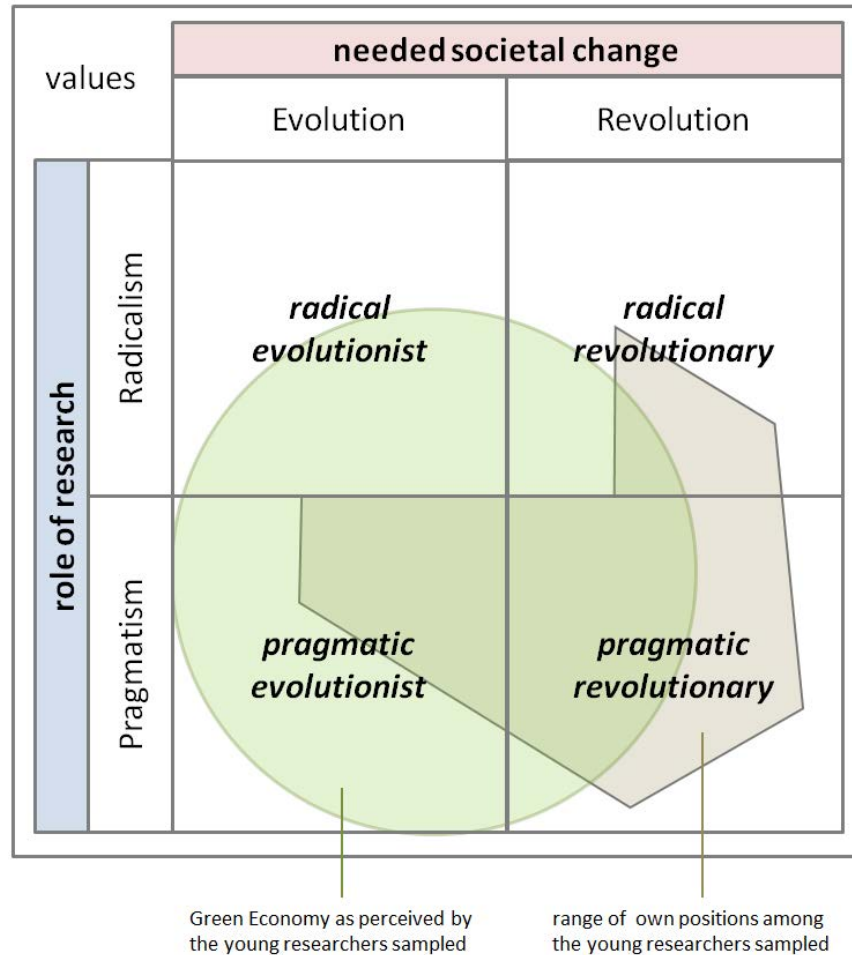 needed societal change
values
Evolution
Revolution
role of research
Radicalism
radical
evolutionist
radical
revolutionary
Pragmatism
pragmatic
evolutionist
pragmatic
revolutionary
Green Economy as perceived by
the young researchers sampled
range of own positions among
the young researchers sampled